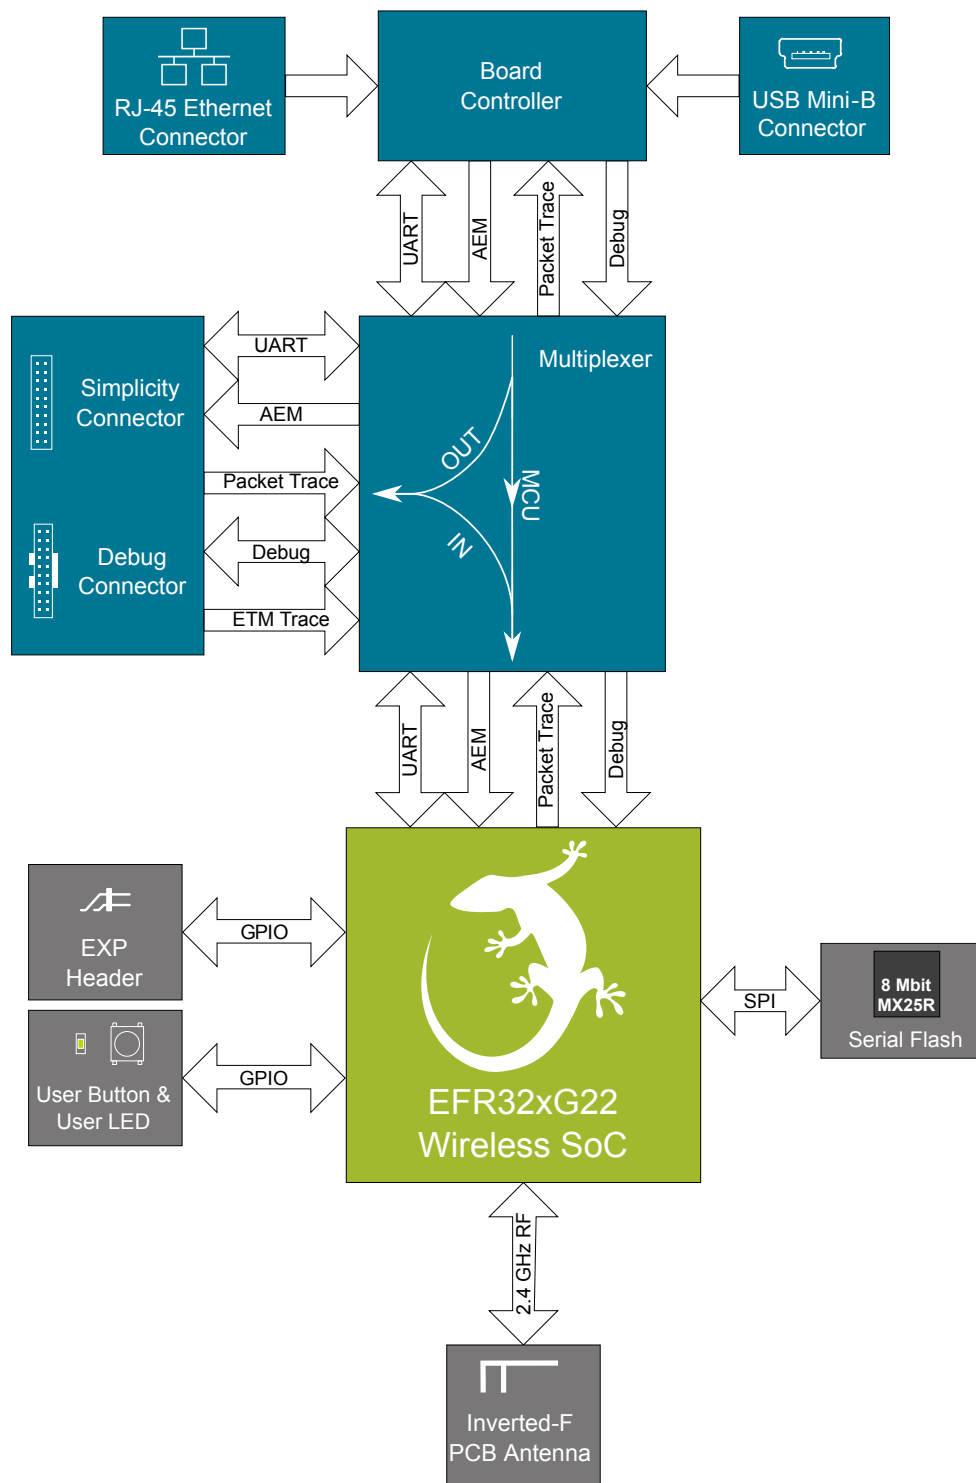 RJ-45 Ethernet
Connector
Board
Controller
USB Mini-B
Connector
UART
AEM
Packet Trace
Debug
Simplicity
Connector
Debug
Connector
UART
AEM
Packet Trace
Debug
ETM Trace
Multiplexer
OUT
MCU
IN
UART
AEM
Packet Trace
Debug
EXP
Header
GPIO
User Button &
User LED
GPIO
EFR32xG22
Wireless SoC
SPI
8 Mbit
MX25R
Serial Flash
2.4 GHz RF
Inverted-F
PCB Antenna